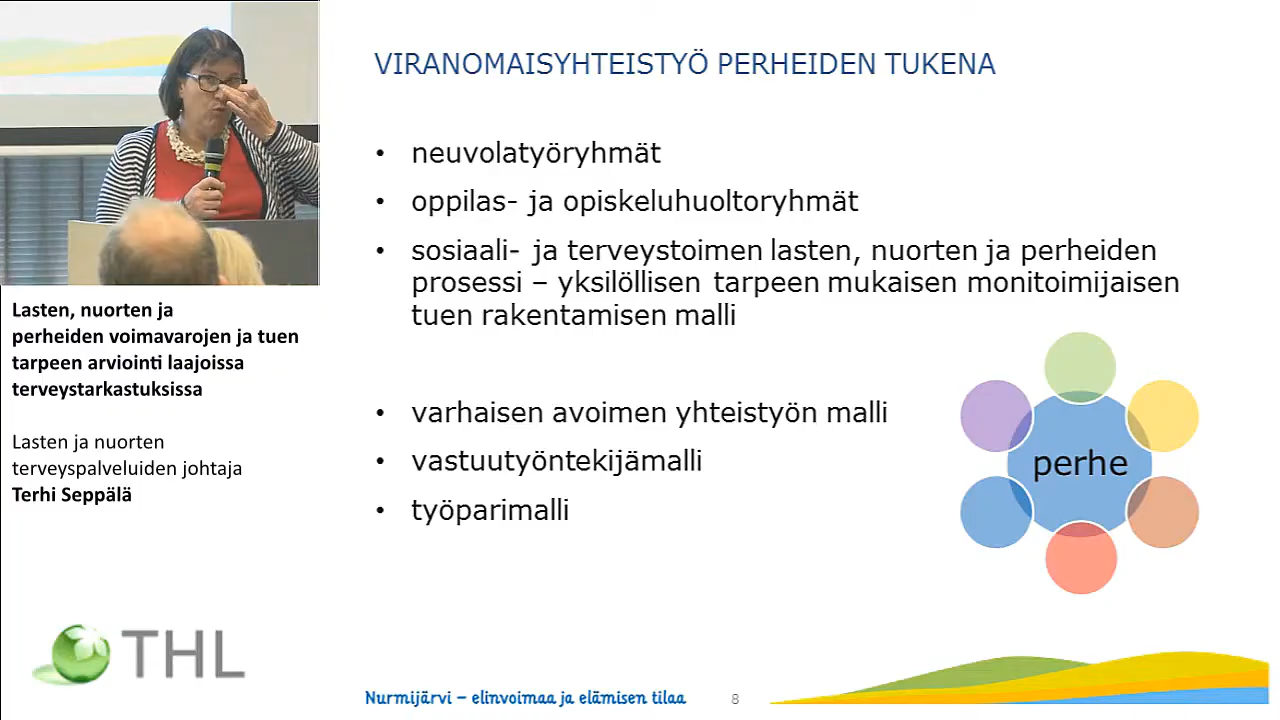 VIRANOMAISYHTEISTYÖ PERHEIDEN TUKENA
• neuvolatyöryhmät
• oppilas- ja opiskeluhuoltoryhmät
• sosiaali- ja terveystoimen lasten, nuorten ja perheiden
prosessi – yksilöllisen tarpeen mukaisen monitoimijaisen
tuen rakentamisen malli
• varhaisen avoimen yhteistyön malli
• vastuutyöntekijämalli
• työparimalli
perhe
Lasten, nuorten ja
perheiden voimavarojen ja tuen
tarpeen arviointi laajoissa
terveystarkastuksissa
Lasten ja nuorten
terveyspalveluiden johtaja
Terhi Seppälä
THL
Nurmijärvi – elinvoimaa ja elämisen tilaa
8